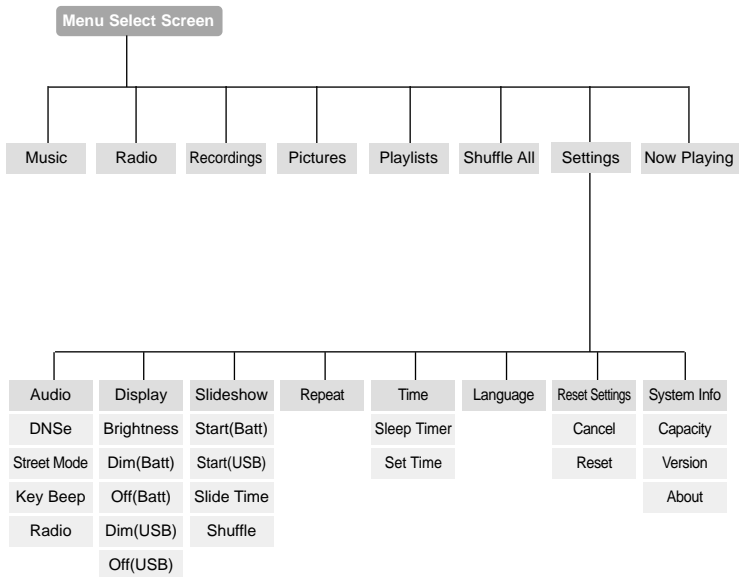 Menu Select Screen
Music
Radio
Recordings
Pictures
Playlists
Shuffle All
Settings
Now Playing
Audio
DNSe
Street Mode
Key Beep
Radio
Display
Brightness
Dim(Batt)
Off(Batt)
Dim(USB)
Off(USB)
Slideshow
Start(Batt)
Start(USB)
Slide Time
Shuffle
Repeat
Time
Sleep Timer
Set Time
Language
Reset Settings
Cancel
Reset
System Info
Capacity
Version
About